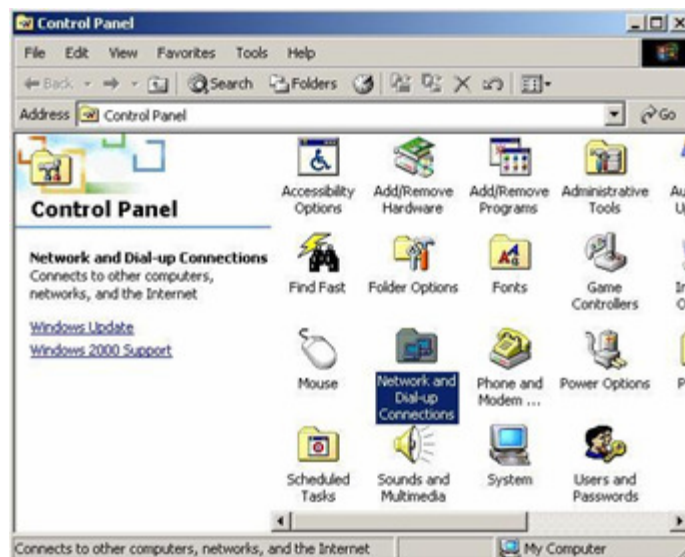 Control Panel
File Edit View Favorites Tools Help
Back Search Folders
Address Control Panel Go
Control Panel
Network and Dial-up Connections
Connects to other computers,
networks, and the Internet
Windows Update
Windows 2000 Support
Accessibility
Options
Add/Remove
Hardware
Add/Remove
Programs
Administrative
Tools
Find Fast
Folder Options
Fonts
Game
Controllers
Mouse
Network and
Dial-up
Connections
Phone and
Modem ...
Power Options
Scheduled
Tasks
Sounds and
Multimedia
System
Users and
Passwords
Connects to other computers, networks, and the Internet My Computer